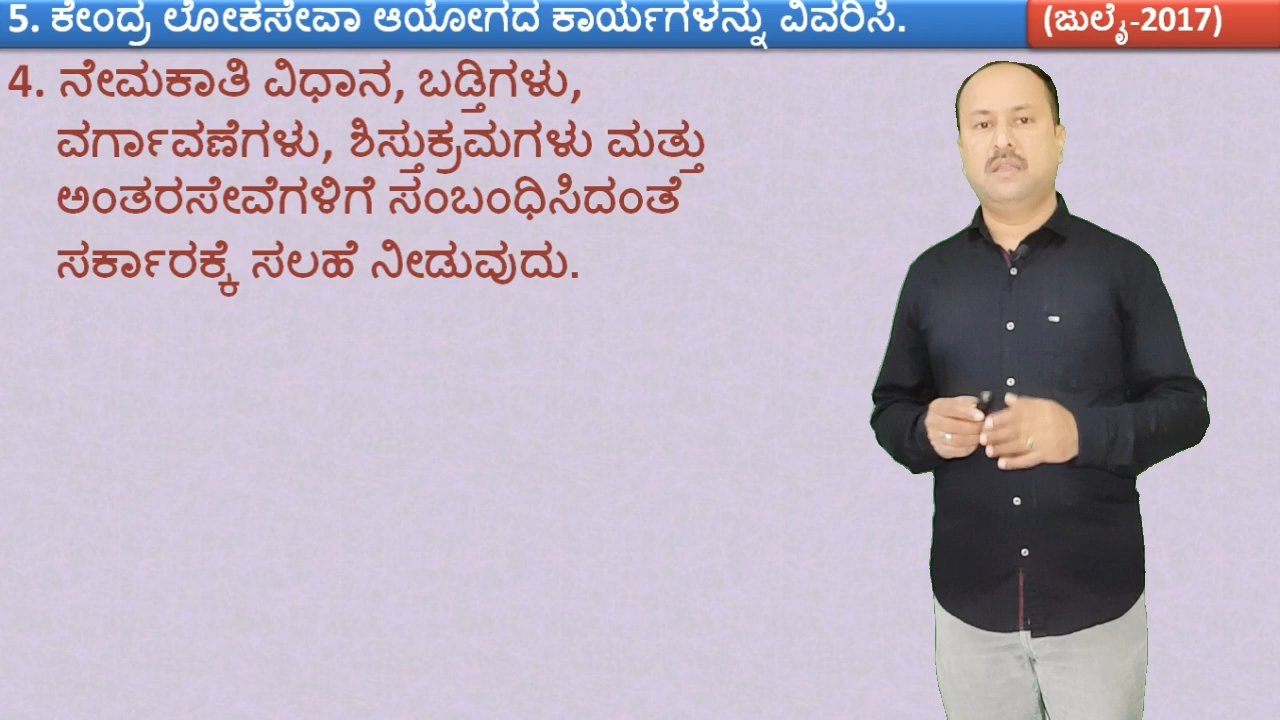 5. ಕೇಂದ್ರ ಲೋಕಸೇವಾ ಆಯೋಗದ ಕಾರ್ಯಗಳನ್ನು ವಿವರಿಸಿ. (ಜುಲೈ-2017)
4. ನೇಮಕಾತಿ ವಿಧಾನ, ಬಡ್ತಿಗಳು,
ವರ್ಗಾವಣೆಗಳು, ಶಿಸ್ತುಕ್ರಮಗಳು ಮತ್ತು
ಅಂತರಸೇವೆಗಳಿಗೆ ಸಂಬಂಧಿಸಿದಂತೆ
ಸರ್ಕಾರಕ್ಕೆ ಸಲಹೆ ನೀಡುವುದು.